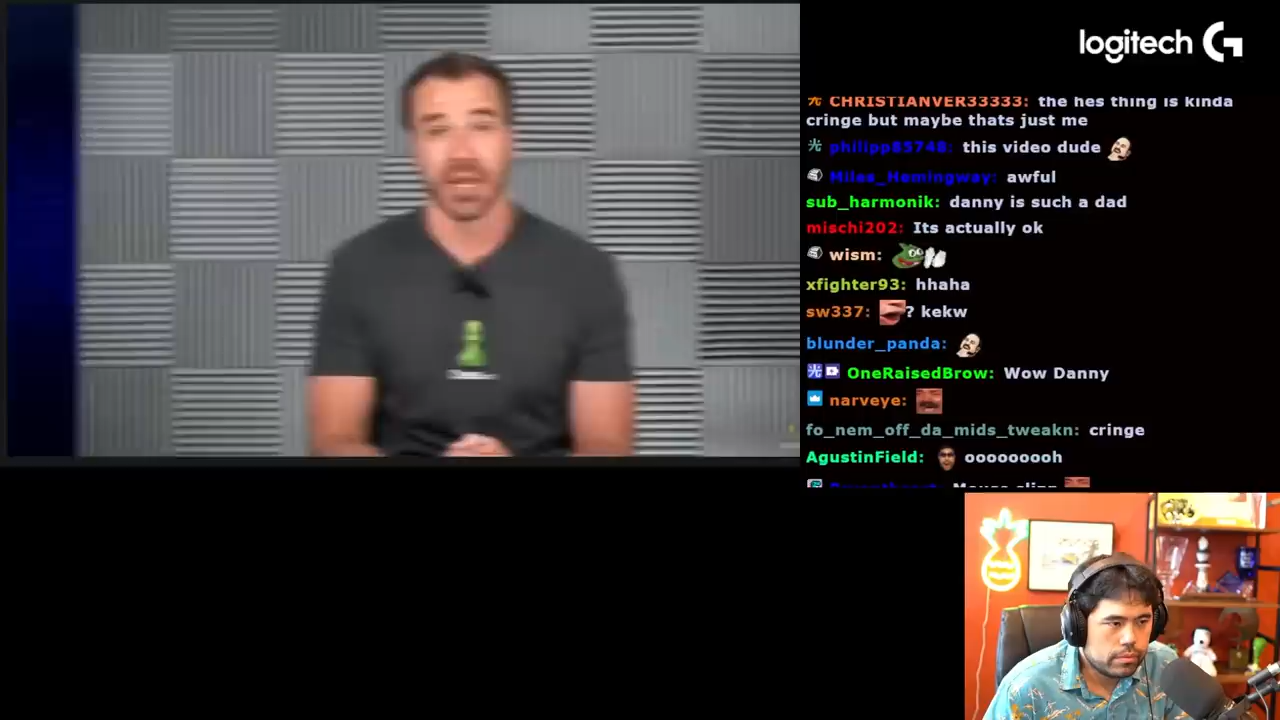 logitech G
CHRISTIANVER33333: the hes thing is kinda
cringe but maybe thats just me
philipp85748: this video dude
Miles_Hemingway: awful
sub_harmonik: danny is such a dad
mischi202: Its actually ok
wism:
xfighter93: hhaha
sw337: ? kekw
blunder_panda:
OneRaisedBrow: Wow Danny
narveye:
fo_nem_off_da_mids_tweakn: cringe
AgustinField: ooooooooh